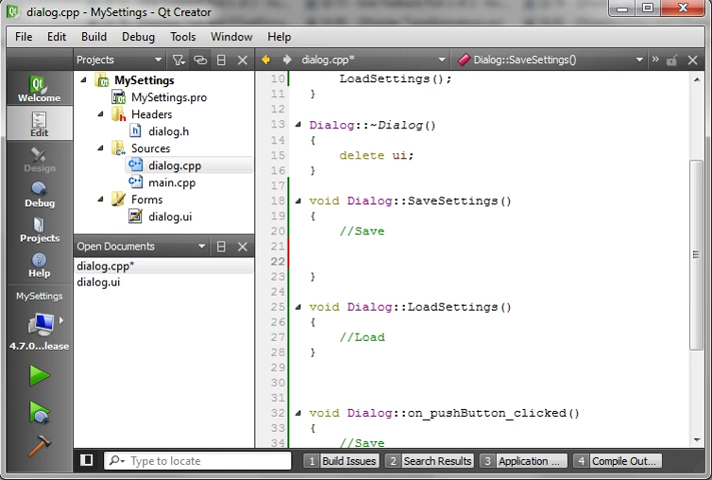 dialog.cpp - MySettings - Qt Creator
File Edit Build Debug Tools Window Help
Projects
dialog.cpp*
Dialog::SaveSettings()
Welcome
Edit
Design
Debug
Projects
Help
MySettings
4.7.0...lease
MySettings
MySettings.pro
Headers
dialog.h
Sources
dialog.cpp
main.cpp
Forms
dialog.ui
Open Documents
dialog.cpp*
dialog.ui
10 LoadSettings();
11 }
12
13 Dialog::~Dialog()
14 {
15 delete ui;
16 }
17
18 void Dialog::SaveSettings()
19 {
20 //Save
21
22
23 }
24
25 void Dialog::LoadSettings()
26 {
27 //Load
28 }
29
30
31
32 void Dialog::on_pushButton_clicked()
33 {
34 //Save
Type to locate
1 Build Issues 2 Search Results 3 Application ... 4 Compile Out...